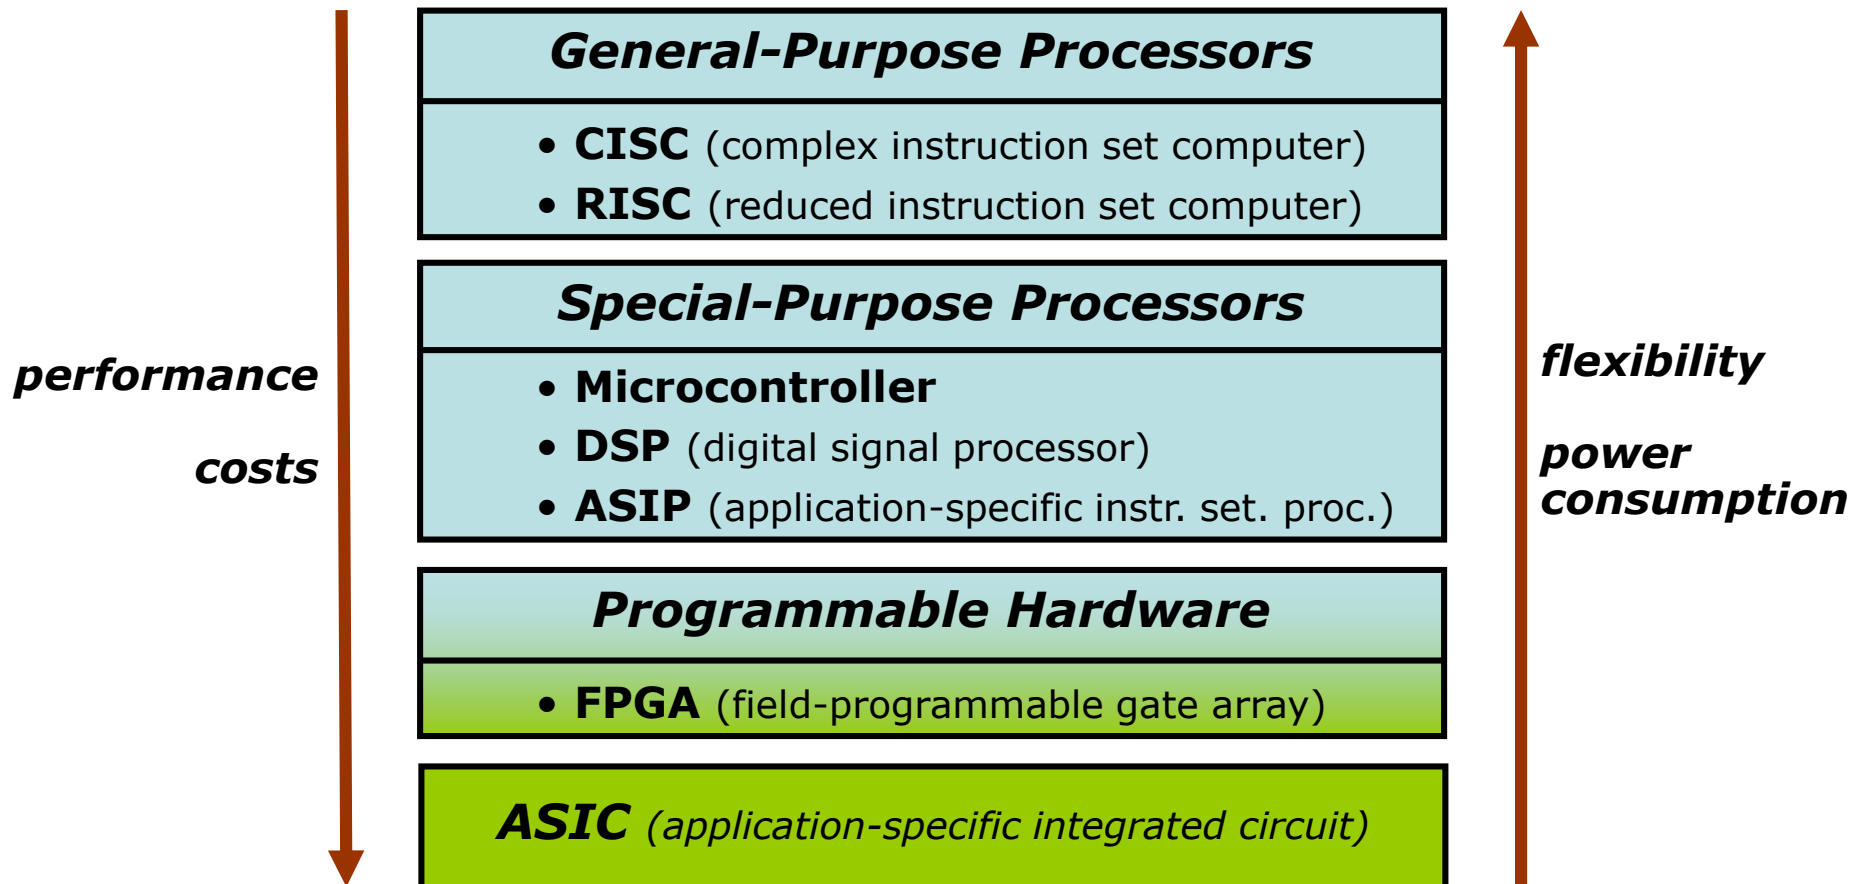 General-Purpose Processors
• CISC (complex instruction set computer)
• RISC (reduced instruction set computer)
Special-Purpose Processors
• Microcontroller
• DSP (digital signal processor)
• ASIP (application-specific instr. set. proc.)
Programmable Hardware
• FPGA (field-programmable gate array)
ASIC (application-specific integrated circuit)
performance
costs
flexibility
power
consumption